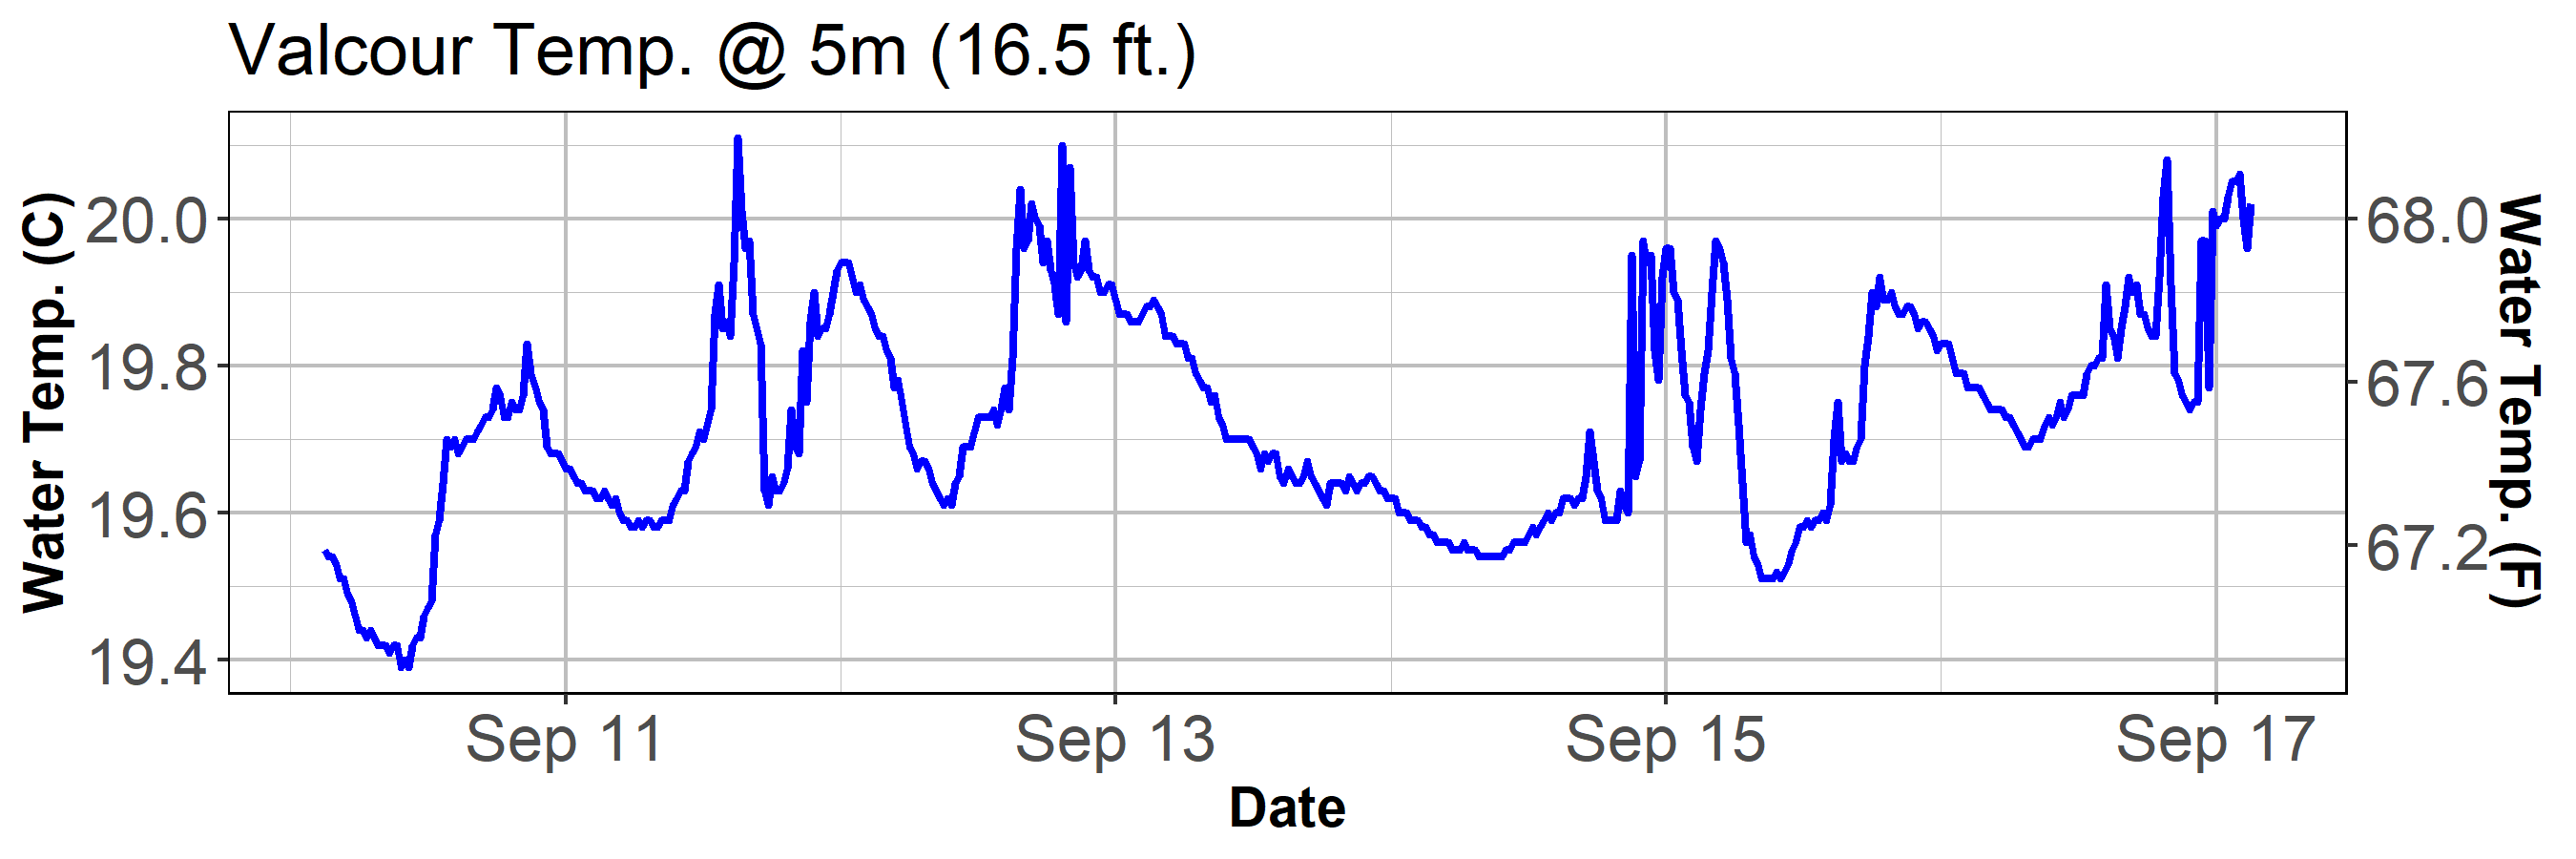 Valcour Temp. @ 5m (16.5 ft.)
Water Temp. (C)
20.0
19.8
19.6
19.4
68.0
67.6
67.2
Water Temp. (F)
Sep 11
Sep 13
Sep 15
Sep 17
Date